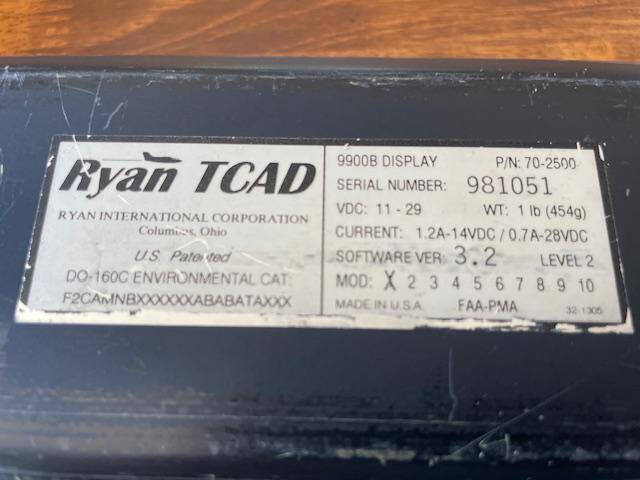 Ryan TCAD
RYAN INTERNATIONAL CORPORATION
Columbus, Ohio
U.S. Patented
DO-160C ENVIRONMENTAL CAT:
F2CAMNBXXXXXXABABATAXXX
9900B DISPLAY P/N: 70-2500
SERIAL NUMBER: 981051
VDC: 11 - 29 WT: 1 lb (454g)
CURRENT: 1.2A-14VDC / 0.7A-28VDC
SOFTWARE VER: 3.2 LEVEL 2
MOD: X 2 3 4 5 6 7 8 9 10
MADE IN U.S.A. FAA-PMA 32-1305